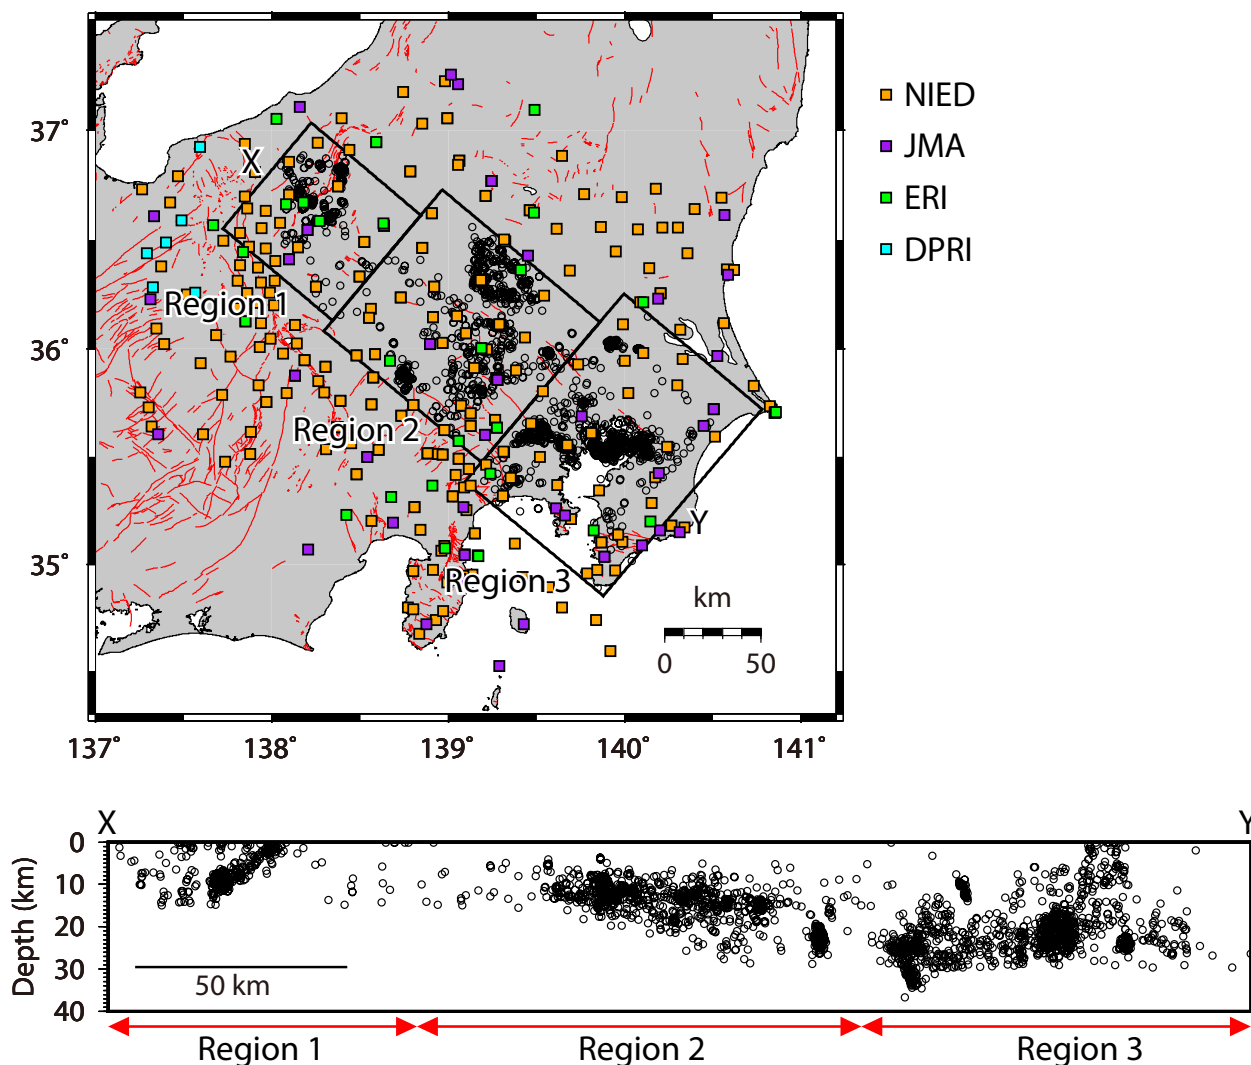 NIED
JMA
ERI
DPRI
37°
36°
35°
X
Region 1
Region 2
Region 3
Y
km
0 50
137° 138° 139° 140° 141°
X Y
Depth (km)
0
10
20
30
40
50 km
Region 1 Region 2 Region 3